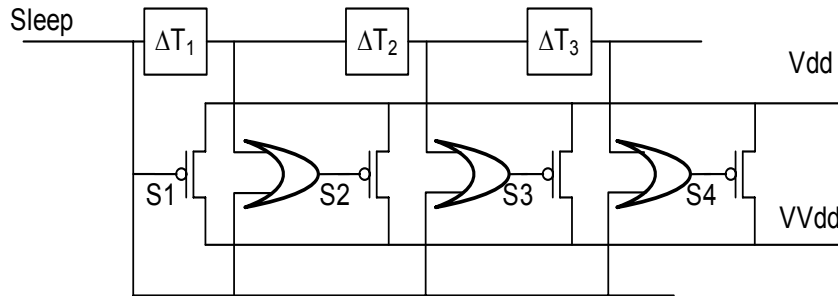 Sleep
ΔT1
ΔT2
ΔT3
Vdd
S1
S2
S3
S4
VVdd